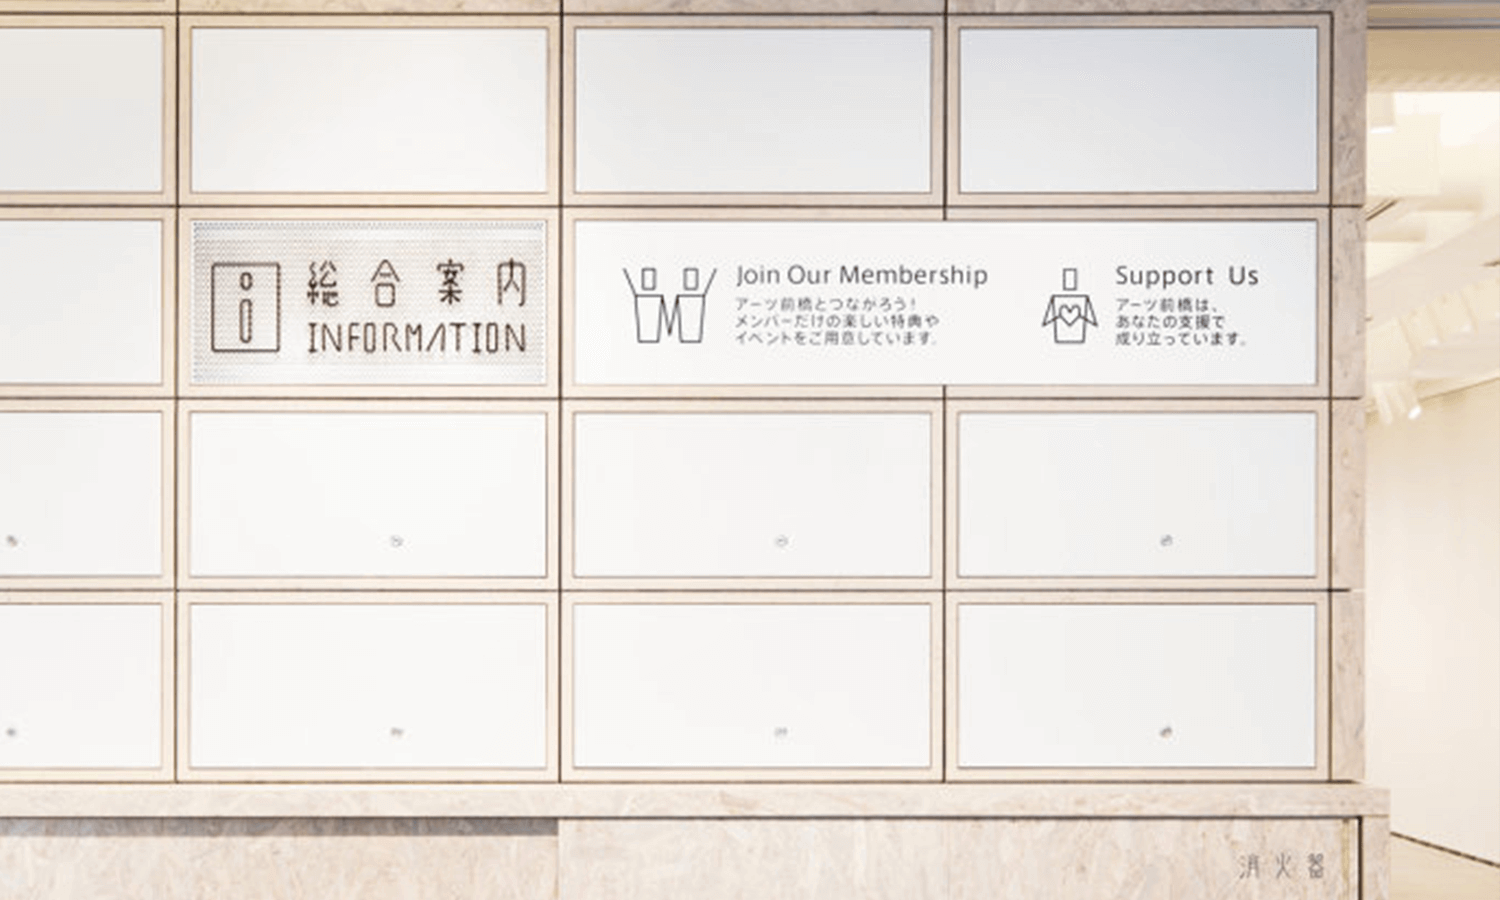 総合案内
INFORMATION
Join Our Membership
アーツ前橋とつながろう！
メンバーだけの楽しい特典や
イベントをご用意しています。
Support Us
アーツ前橋は、
あなたの支援で
成り立っています。
消火器